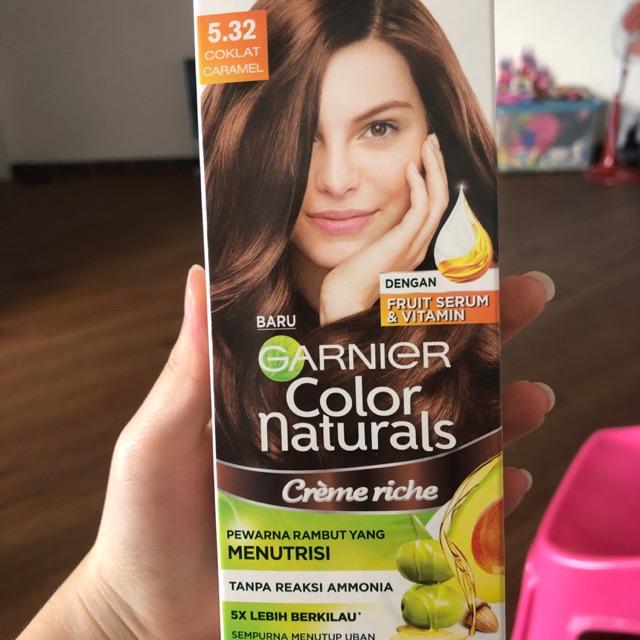 5.32
COKLAT
CARAMEL
DENGAN
FRUIT SERUM
& VITAMIN
BARU
GARNIER
Color
naturals
Crème riche
PEWARNA RAMBUT YANG
MENUTRISI
TANPA REAKSI AMMONIA
5X LEBIH BERKILAU*
SEMPURNA MENUTUP UBAN